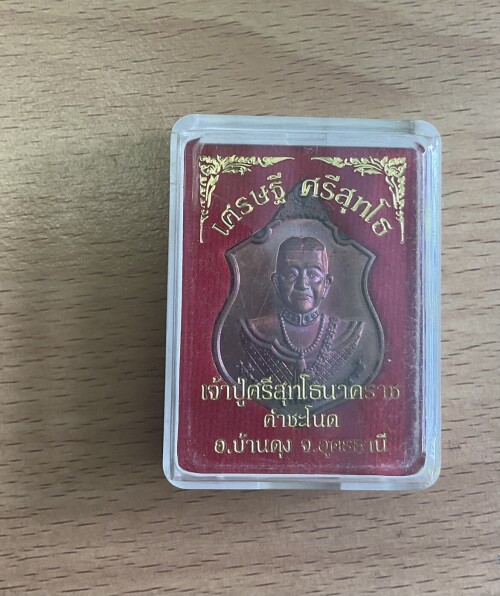 เศรษฐี ศรีสุทโธ
เจ้าปู่ศรีสุทโธนาคราช
คำชะโนด
อ.บ้านดุง จ.อุดรธานี